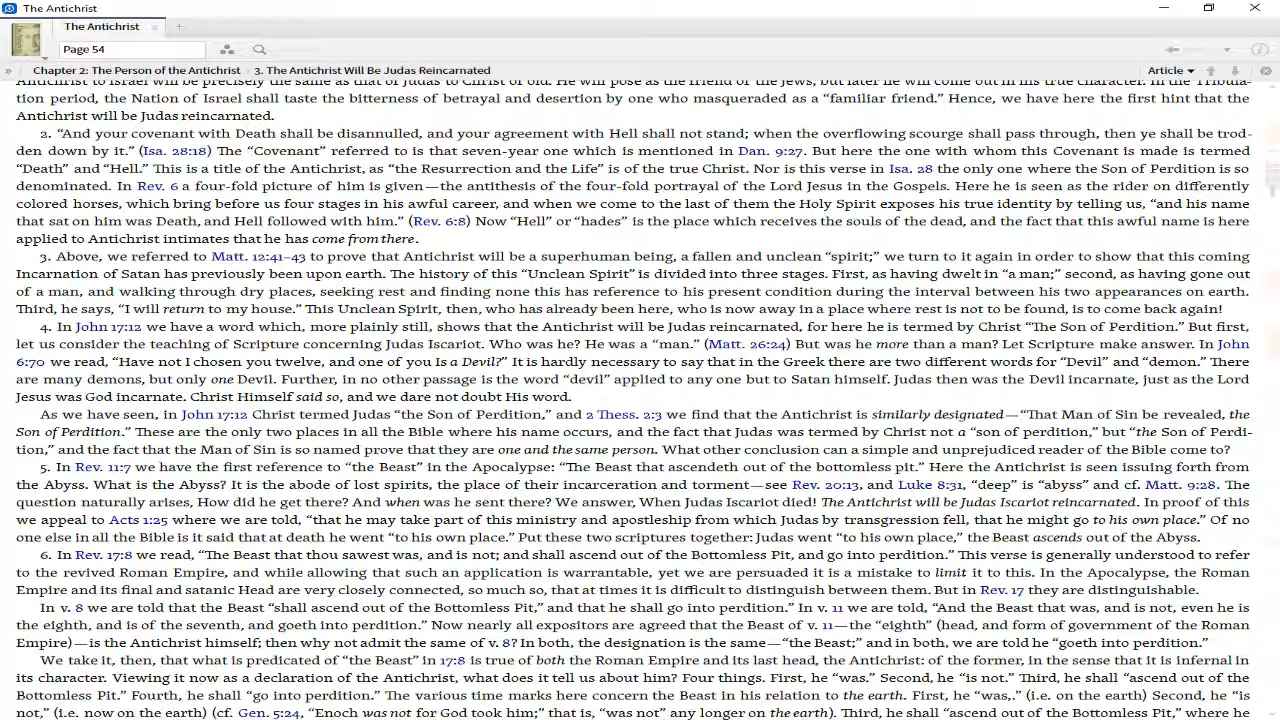 The Antichrist
The Antichrist
Page 54
Chapter 2: The Person of the Antichrist › 3. The Antichrist Will Be Judas Reincarnated
Article
Antichrist to Israel will be precisely the same as that of Judas to Christ of old. He will pose as the friend of the Jews, but later he will come out in his true character. In the Tribula-
tion period, the Nation of Israel shall taste the bitterness of betrayal and desertion by one who masqueraded as a “familiar friend.” Hence, we have here the first hint that the
Antichrist will be Judas reincarnated.
2. “And your covenant with Death shall be disannulled, and your agreement with Hell shall not stand; when the overflowing scourge shall pass through, then ye shall be trod-
den down by it.” (Isa. 28:18) The “Covenant” referred to is that seven-year one which is mentioned in Dan. 9:27. But here the one with whom this Covenant is made is termed
“Death” and “Hell.” This is a title of the Antichrist, as “the Resurrection and the Life” is of the true Christ. Nor is this verse in Isa. 28 the only one where the Son of Perdition is so
denominated. In Rev. 6 a four-fold picture of him is given—the antithesis of the four-fold portrayal of the Lord Jesus in the Gospels. Here he is seen as the rider on differently
colored horses, which bring before us four stages in his awful career, and when we come to the last of them the Holy Spirit exposes his true identity by telling us, “and his name
that sat on him was Death, and Hell followed with him.” (Rev. 6:8) Now “Hell” or “hades” is the place which receives the souls of the dead, and the fact that this awful name is here
applied to Antichrist intimates that he has come from there.
3. Above, we referred to Matt. 12:41–43 to prove that Antichrist will be a superhuman being, a fallen and unclean “spirit;” we turn to it again in order to show that this coming
Incarnation of Satan has previously been upon earth. The history of this “Unclean Spirit” is divided into three stages. First, as having dwelt in “a man;” second, as having gone out
of a man, and walking through dry places, seeking rest and finding none this has reference to his present condition during the interval between his two appearances on earth.
Third, he says, “I will return to my house.” This Unclean Spirit, then, who has already been here, who is now away in a place where rest is not to be found, is to come back again!
4. In John 17:12 we have a word which, more plainly still, shows that the Antichrist will be Judas reincarnated, for here he is termed by Christ “The Son of Perdition.” But first,
let us consider the teaching of Scripture concerning Judas Iscariot. Who was he? He was a “man.” (Matt. 26:24) But was he more than a man? Let Scripture make answer. In John
6:70 we read, “Have not I chosen you twelve, and one of you Is a Devil?” It is hardly necessary to say that in the Greek there are two different words for “Devil” and “demon.” There
are many demons, but only one Devil. Further, in no other passage is the word “devil” applied to any one but to Satan himself. Judas then was the Devil incarnate, just as the Lord
Jesus was God incarnate. Christ Himself said so, and we dare not doubt His word.
As we have seen, in John 17:12 Christ termed Judas “the Son of Perdition,” and 2 Thess. 2:3 we find that the Antichrist is similarly designated—“That Man of Sin be revealed, the
Son of Perdition.” These are the only two places in all the Bible where his name occurs, and the fact that Judas was termed by Christ not a “son of perdition,” but “the Son of Perdi-
tion,” and the fact that the Man of Sin is so named prove that they are one and the same person. What other conclusion can a simple and unprejudiced reader of the Bible come to?
5. In Rev. 11:7 we have the first reference to “the Beast” in the Apocalypse: “The Beast that ascendeth out of the bottomless pit.” Here the Antichrist is seen issuing forth from
the Abyss. What is the Abyss? It is the abode of lost spirits, the place of their incarceration and torment—see Rev. 20:13, and Luke 8:31, “deep” is “abyss” and cf. Matt. 9:28. The
question naturally arises, How did he get there? And when was he sent there? We answer, When Judas Iscariot died! The Antichrist will be Judas Iscariot reincarnated. In proof of this
we appeal to Acts 1:25 where we are told, “that he may take part of this ministry and apostleship from which Judas by transgression fell, that he might go to his own place.” Of no
one else in all the Bible is it said that at death he went “to his own place.” Put these two scriptures together: Judas went “to his own place,” the Beast ascends out of the Abyss.
6. In Rev. 17:8 we read, “The Beast that thou sawest was, and is not; and shall ascend out of the Bottomless Pit, and go into perdition.” This verse is generally understood to refer
to the revived Roman Empire, and while allowing that such an application is warrantable, yet we are persuaded it is a mistake to limit it to this. In the Apocalypse, the Roman
Empire and its final and satanic Head are very closely connected, so much so, that at times it is difficult to distinguish between them. But in Rev. 17 they are distinguishable.
In v. 8 we are told that the Beast “shall ascend out of the Bottomless Pit,” and that he shall go into perdition.” In v. 11 we are told, “And the Beast that was, and is not, even he is
the eighth, and is of the seventh, and goeth into perdition.” Now nearly all expositors are agreed that the Beast of v. 11—the “eighth” (head, and form of government of the Roman
Empire)—is the Antichrist himself; then why not admit the same of v. 8? In both, the designation is the same—“the Beast;” and in both, we are told he “goeth into perdition.”
We take it, then, that what is predicated of “the Beast” in 17:8 is true of both the Roman Empire and its last head, the Antichrist: of the former, in the sense that it is infernal in
its character. Viewing it now as a declaration of the Antichrist, what does it tell us about him? Four things. First, he “was.” Second, he “is not.” Third, he shall “ascend out of the
Bottomless Pit.” Fourth, he shall “go into perdition.” The various time marks here concern the Beast in his relation to the earth. First, he “was,.” (i.e. on the earth) Second, he “is
not,” (i.e. now on the earth) (cf. Gen. 5:24, “Enoch was not for God took him;” that is, “was not” any longer on the earth). Third, he shall “ascend out of the Bottomless Pit,” where he